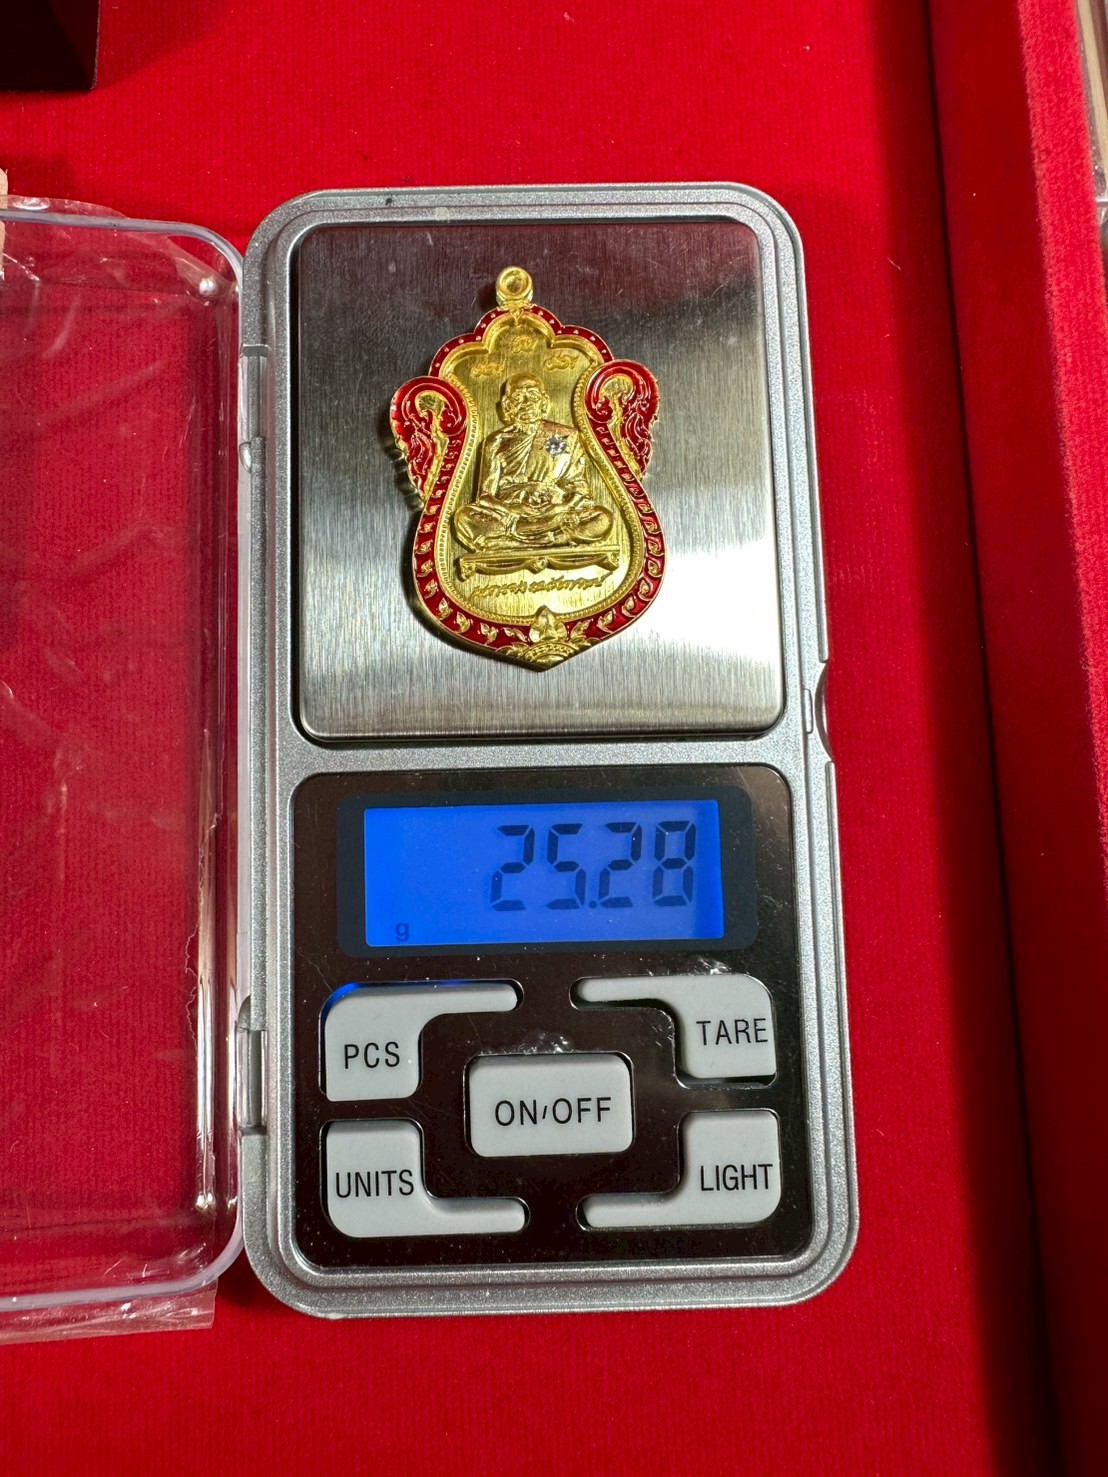 25.28
g
PCS
TARE
ON/OFF
UNITS
LIGHT